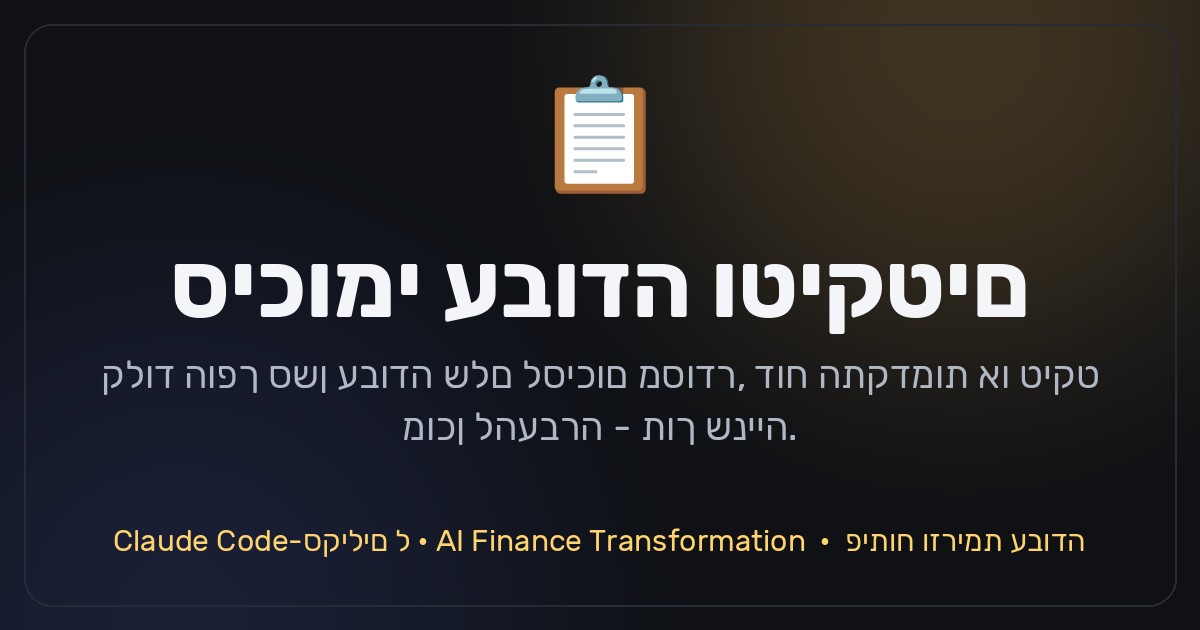 סיכומי עבודה וטיקטים
קלוד הופך סשן עבודה שלם לסיכום מסודר, דוח התקדמות או טיקט
מוכן להעברה - תוך שנייה.
Claude Code-סקילים ל • AI Finance Transformation • פיתוח וזרימת עבודה